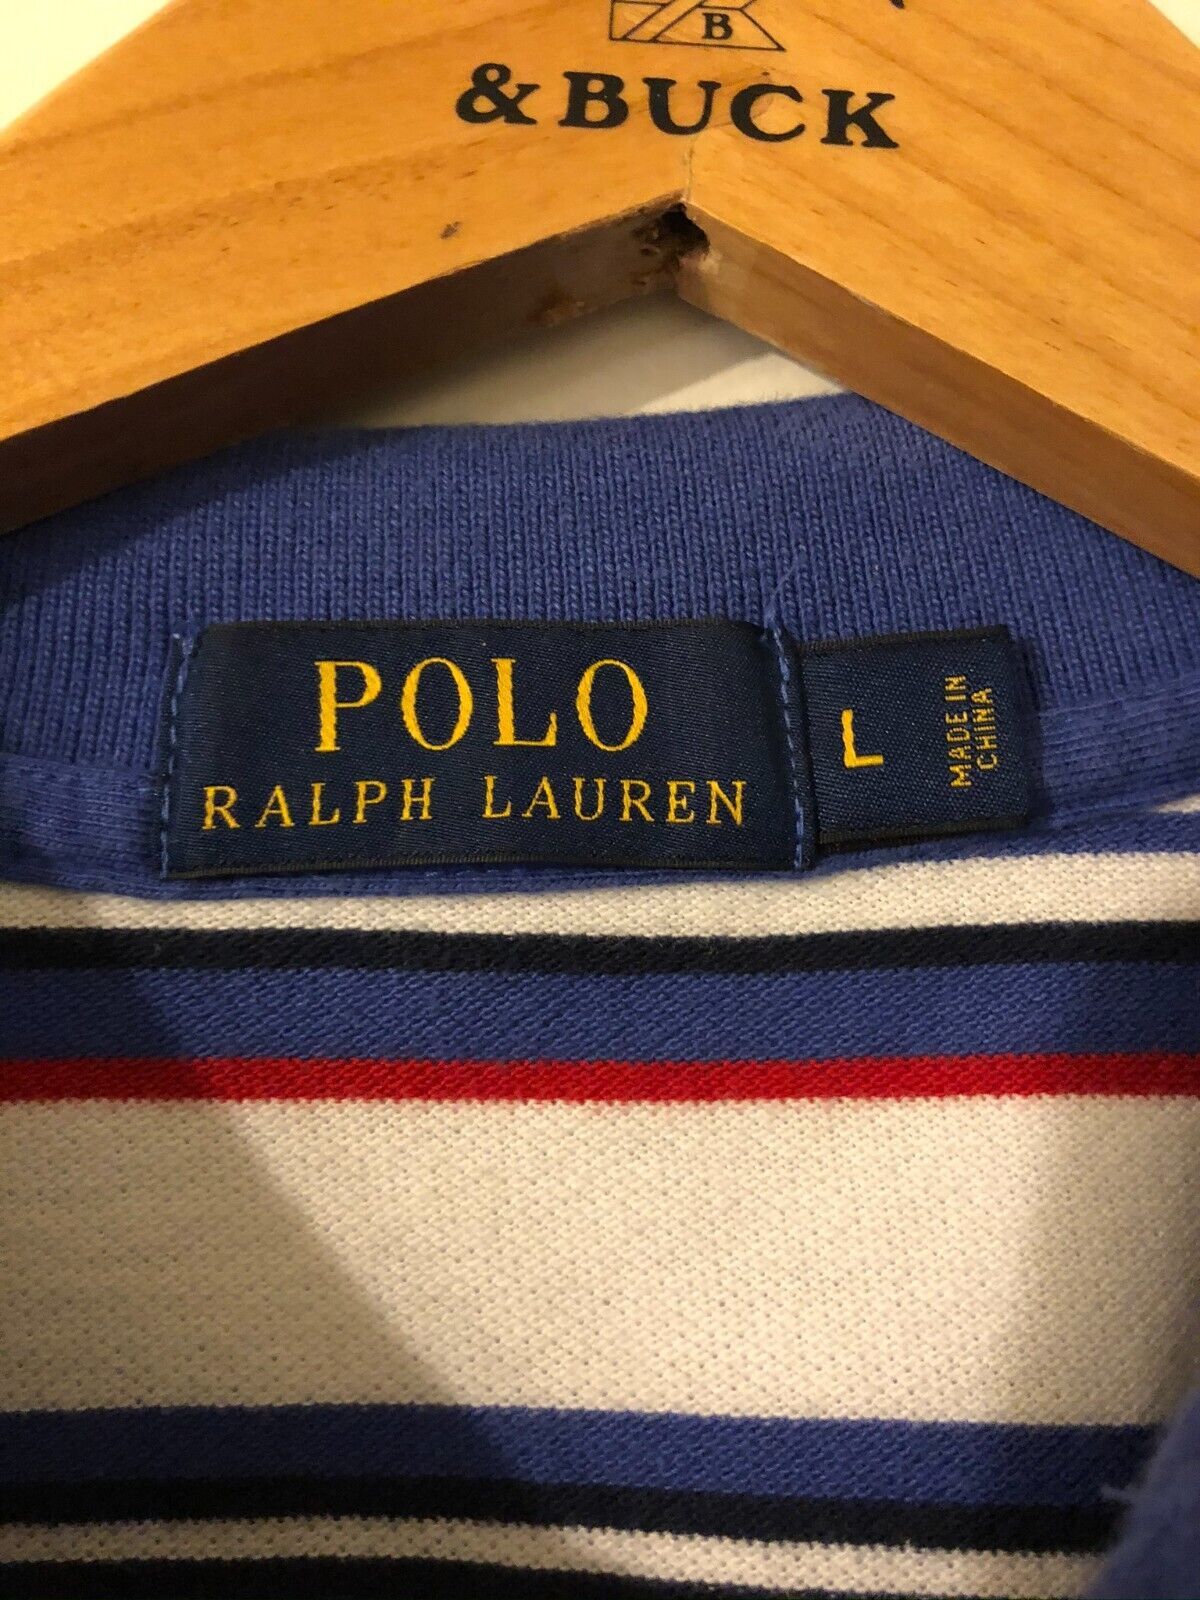 B
& BUCK
POLO
RALPH LAUREN
L
MADE IN
CHINA